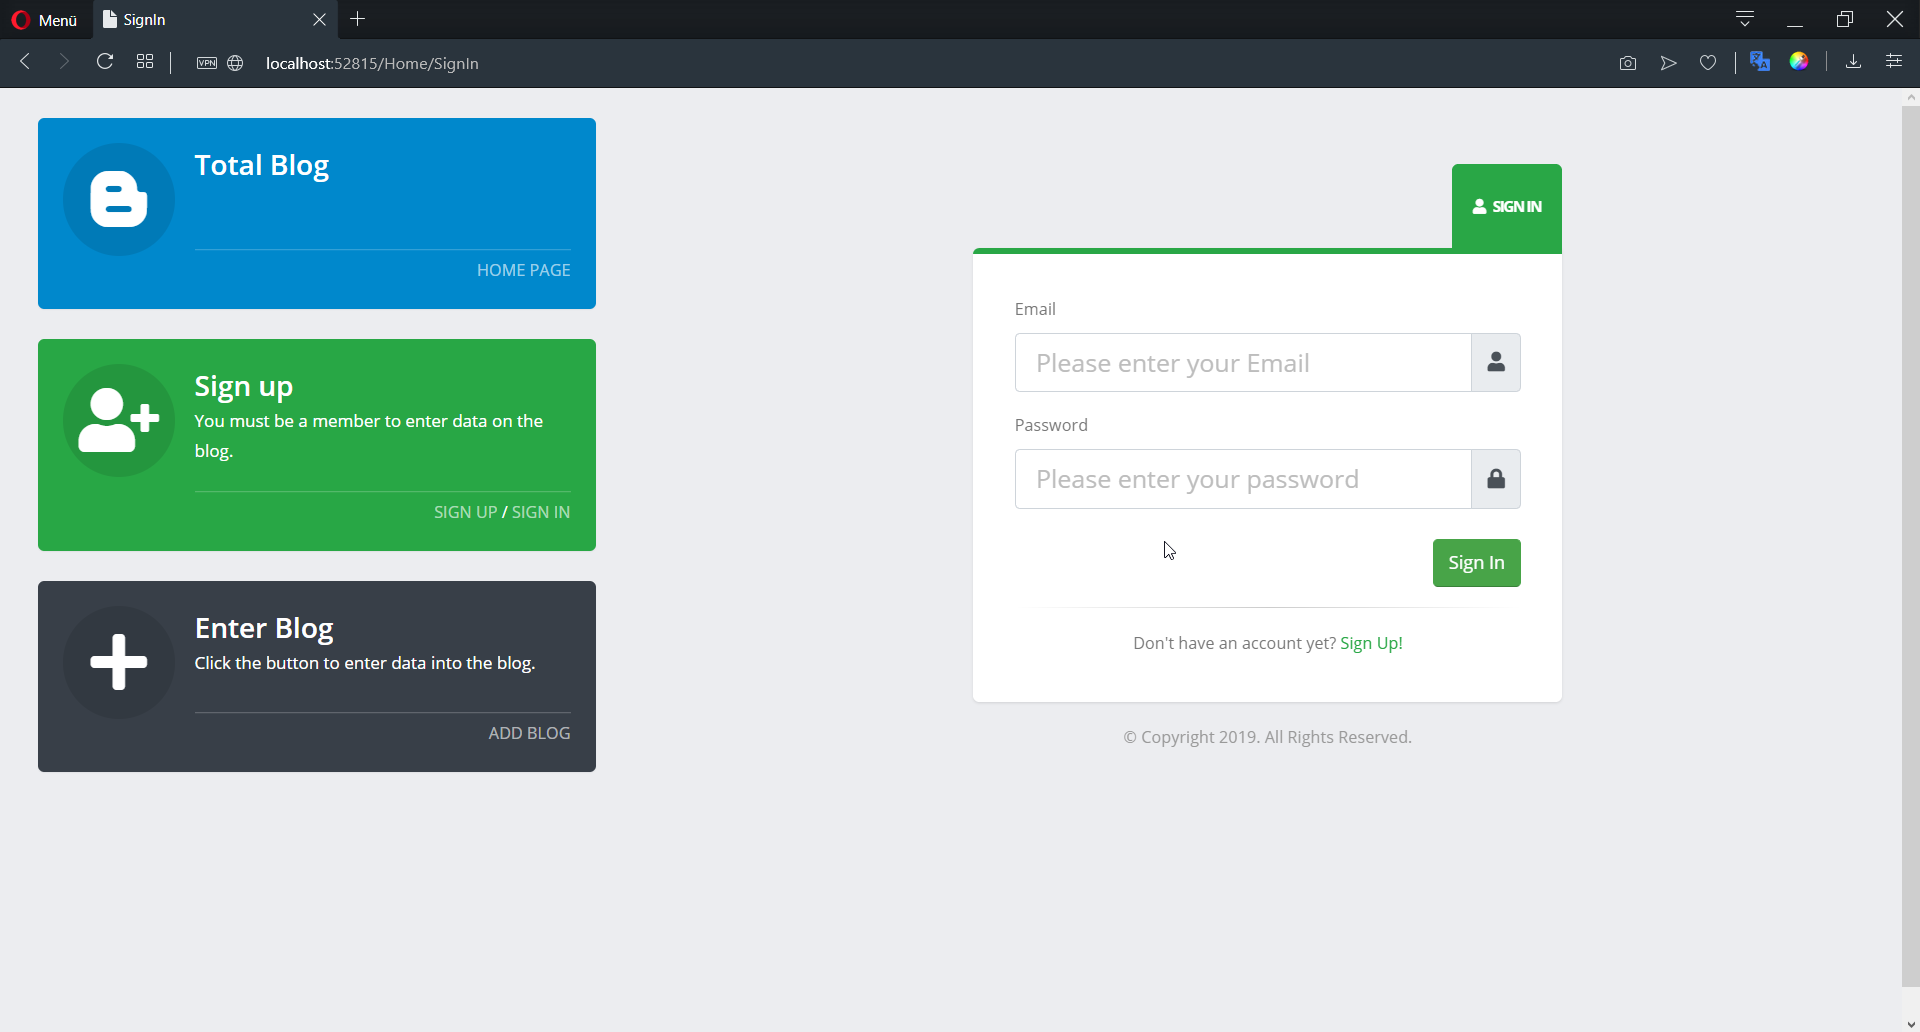 Menü
SignIn
VPN
localhost:52815/Home/SignIn
Total Blog
HOME PAGE
Sign up
You must be a member to enter data on the
blog.
SIGN UP / SIGN IN
Enter Blog
Click the button to enter data into the blog.
ADD BLOG
SIGN IN
Email
Please enter your Email
Password
Please enter your password
Sign In
Don't have an account yet? Sign Up!
© Copyright 2019. All Rights Reserved.